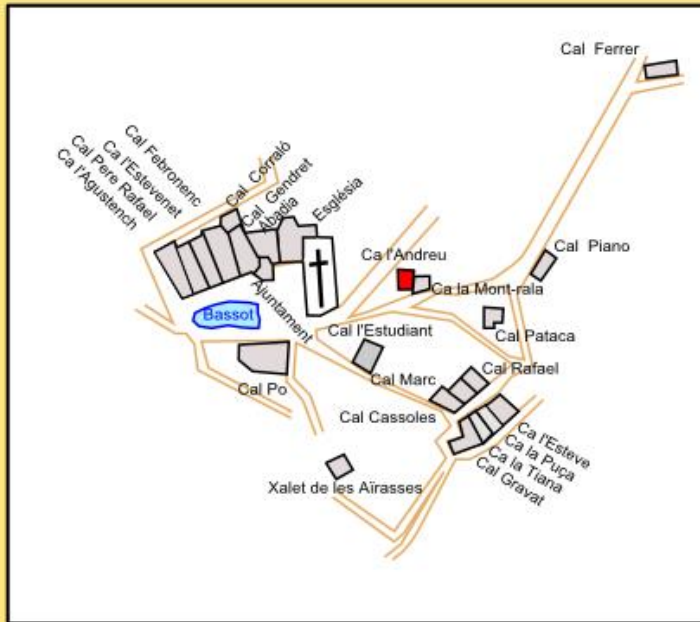 Cal Ferrer
Cal Febronenc
Ca l'Estevenet
Cal Pere Rafael
Ca l'Agustench
Cal Corraló
Cal Gendret
Abadia
Església
Ca l'Andreu
Cal Piano
Ca la Mont-rala
Ajuntament
Bassot
Cal l'Estudiant
Cal Pataca
Cal Rafael
Cal Marc
Cal Po
Cal Cassoles
Ca l'Esteve
Ca la Puça
Ca la Tiana
Cal Gravat
Xalet de les Aïrasses